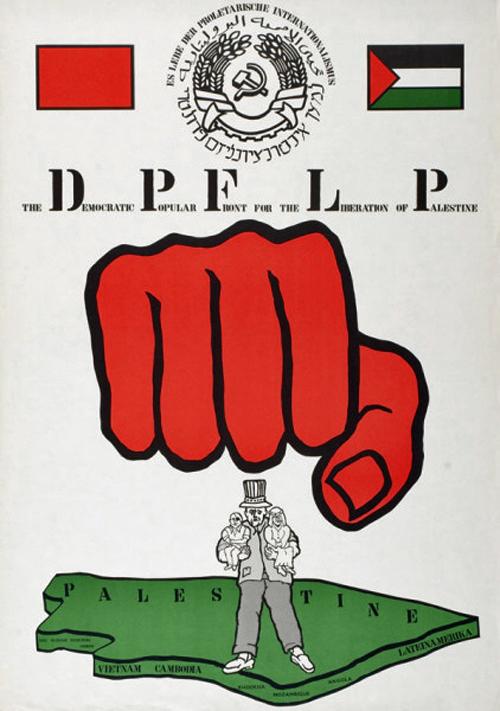 ES LEBE DER PROLETARISCHE INTERNATIONALISMUS
THE DEMOCRATIC POPULAR FRONT FOR THE LIBERATION OF PALESTINE
PALESTINE
VIETNAM CAMBODIA
RHODESIA
MOZAMBIQUE
ANGOLA
LATEINAMERIKA